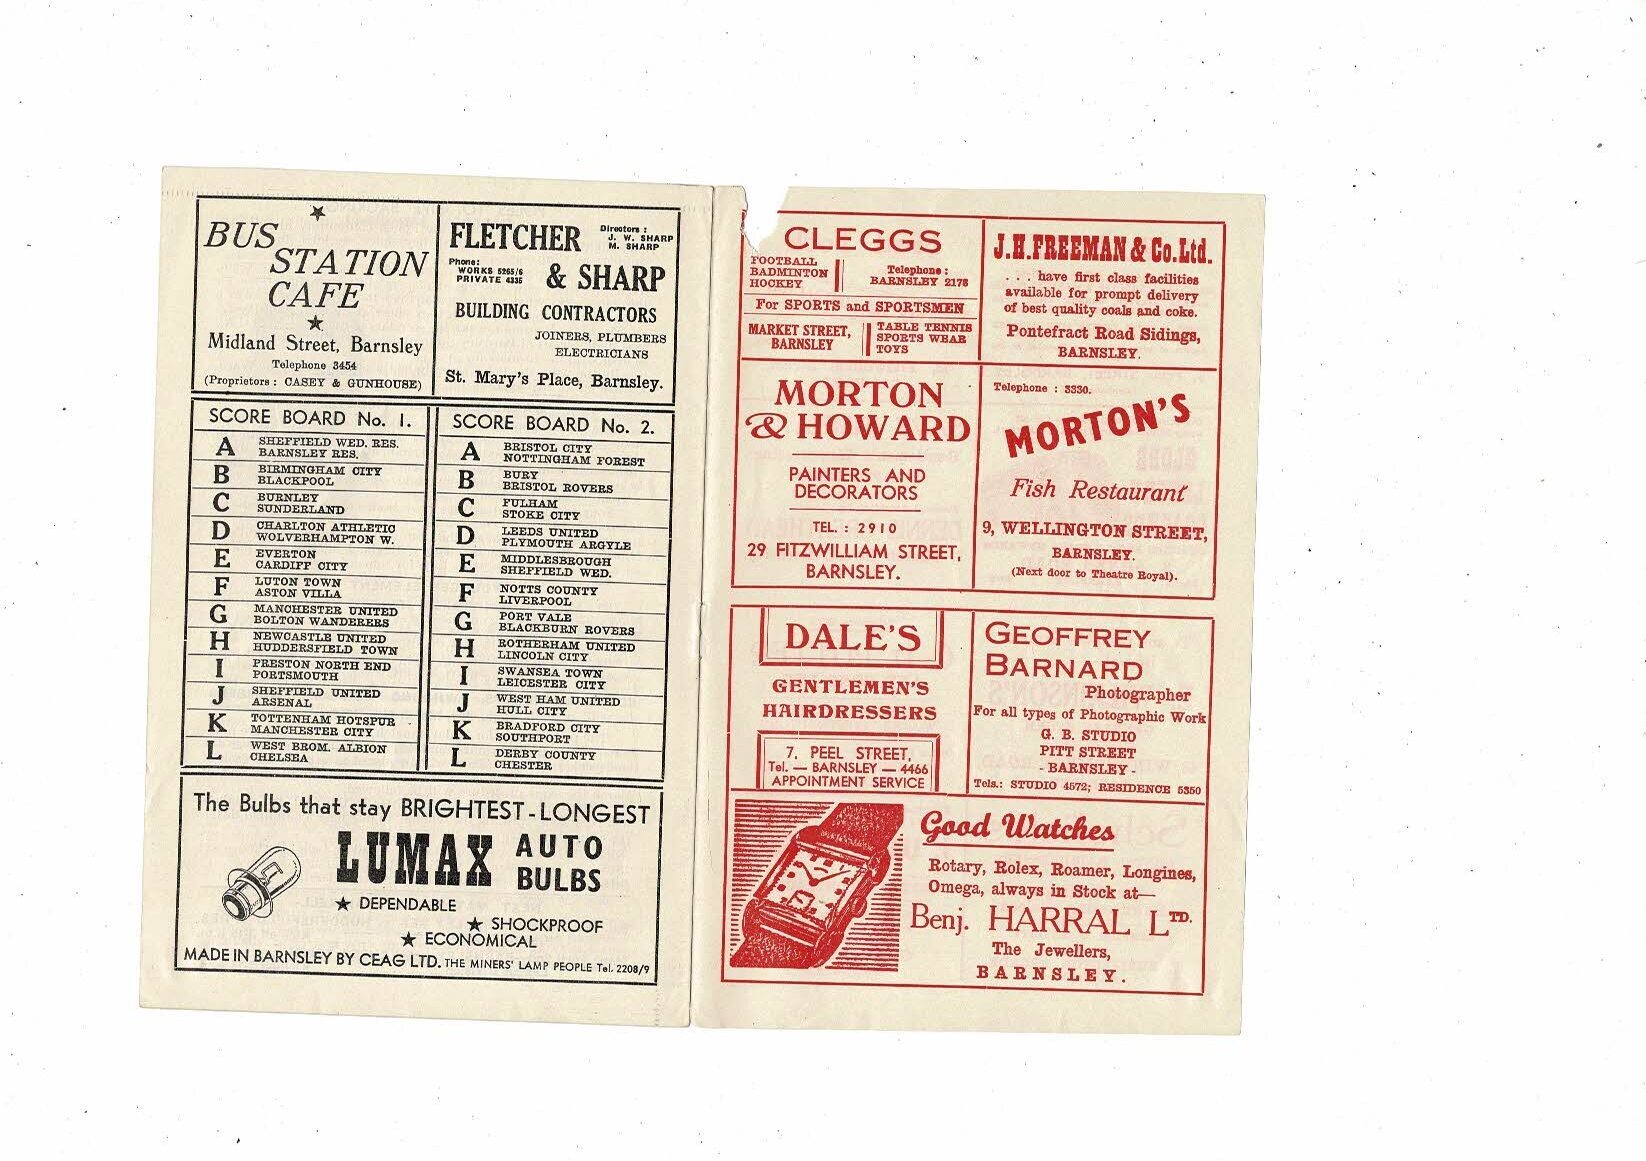 BUS
STATION
CAFE
Midland Street, Barnsley
Telephone 3454
(Proprietors : CASEY & GUNHOUSE)
FLETCHER
Directors :
J. W. SHARP
M. SHARP
Phone:
WORKS 5265/6
PRIVATE 4335
& SHARP
BUILDING CONTRACTORS
JOINERS, PLUMBERS
ELECTRICIANS
St. Mary's Place, Barnsley.
SCORE BOARD No. 1.
A SHEFFIELD WED. RES.
BARNSLEY RES.
B BIRMINGHAM CITY
BLACKPOOL
C BURNLEY
SUNDERLAND
D CHARLTON ATHLETIC
WOLVERHAMPTON W.
E EVERTON
CARDIFF CITY
F LUTON TOWN
ASTON VILLA
G MANCHESTER UNITED
BOLTON WANDERERS
H NEWCASTLE UNITED
HUDDERSFIELD TOWN
I PRESTON NORTH END
PORTSMOUTH
J SHEFFIELD UNITED
ARSENAL
K TOTTENHAM HOTSPUR
MANCHESTER CITY
L WEST BROM. ALBION
CHELSEA
SCORE BOARD No. 2.
A BRISTOL CITY
NOTTINGHAM FOREST
B BURY
BRISTOL ROVERS
C FULHAM
STOKE CITY
D LEEDS UNITED
PLYMOUTH ARGYLE
E MIDDLESBROUGH
SHEFFIELD WED.
F NOTTS COUNTY
LIVERPOOL
G PORT VALE
BLACKBURN ROVERS
H ROTHERHAM UNITED
LINCOLN CITY
I SWANSEA TOWN
LEICESTER CITY
J WEST HAM UNITED
HULL CITY
K BRADFORD CITY
SOUTHPORT
L DERBY COUNTY
CHESTER
The Bulbs that stay BRIGHTEST - LONGEST
LUMAX AUTO
BULBS
★ DEPENDABLE
★ SHOCKPROOF
★ ECONOMICAL
MADE IN BARNSLEY BY CEAG LTD. THE MINERS' LAMP PEOPLE Tel. 2208/9
CLEGGS
FOOTBALL
BADMINTON
HOCKEY
Telephone :
BARNSLEY 2178
For SPORTS and SPORTSMEN
MARKET STREET,
BARNSLEY
TABLE TENNIS
SPORTS WEAR
TOYS
J.H.FREEMAN & Co.Ltd.
. . . have first class facilities
available for prompt delivery
of best quality coals and coke.
Pontefract Road Sidings,
BARNSLEY.
MORTON
& HOWARD
PAINTERS AND
DECORATORS
TEL. : 2910
29 FITZWILLIAM STREET,
BARNSLEY.
Telephone : 3330.
MORTON'S
Fish Restaurant
9, WELLINGTON STREET,
BARNSLEY.
(Next door to Theatre Royal).
DALE'S
GENTLEMEN'S
HAIRDRESSERS
7, PEEL STREET,
Tel. — BARNSLEY — 4466
APPOINTMENT SERVICE
GEOFFREY
BARNARD
Photographer
For all types of Photographic Work
G. B. STUDIO
PITT STREET
- BARNSLEY -
Tels.: STUDIO 4572; RESIDENCE 5350
Good Watches
Rotary, Rolex, Roamer, Longines,
Omega, always in Stock at—
Benj. HARRAL LTD.
The Jewellers,
BARNSLEY.